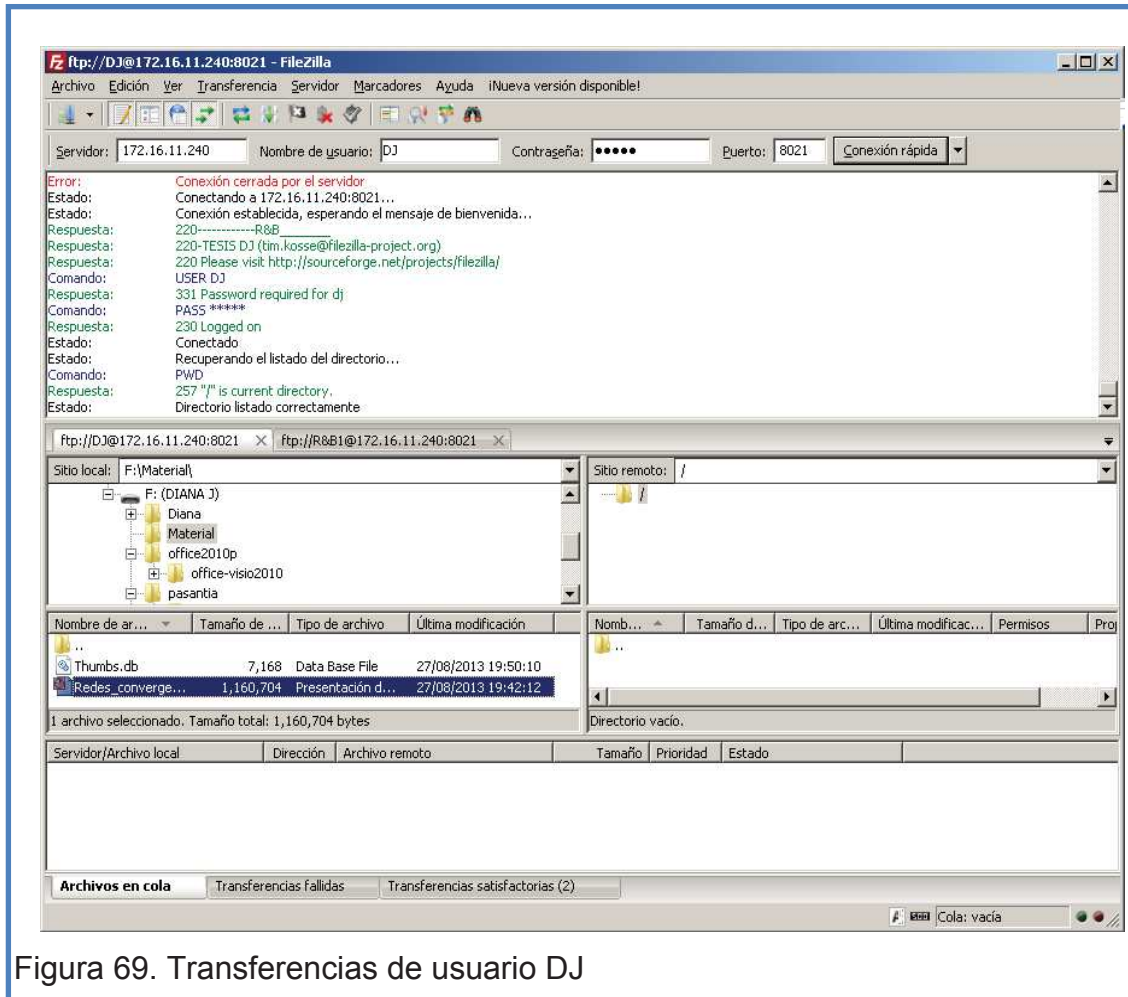 ftp://DJ@172.16.11.240:8021 - FileZilla
Archivo Edición Ver Transferencia Servidor Marcadores Ayuda ¡Nueva versión disponible!
Servidor: 172.16.11.240 Nombre de usuario: DJ Contraseña: ●●●●● Puerto: 8021 Conexión rápida
Error: Conexión cerrada por el servidor
Estado: Conectando a 172.16.11.240:8021...
Estado: Conexión establecida, esperando el mensaje de bienvenida...
Respuesta: 220------------R&B_______
Respuesta: 220-TESIS DJ (tim.kosse@filezilla-project.org)
Respuesta: 220 Please visit http://sourceforge.net/projects/filezilla/
Comando: USER DJ
Respuesta: 331 Password required for dj
Comando: PASS *****
Respuesta: 230 Logged on
Estado: Conectado
Estado: Recuperando el listado del directorio...
Comando: PWD
Respuesta: 257 "/" is current directory.
Estado: Directorio listado correctamente
ftp://DJ@172.16.11.240:8021 ftp://R&B1@172.16.11.240:8021
Sitio local: F:\Material\
F: (DIANA J)
Diana
Material
office2010p
office-visio2010
pasantia
Sitio remoto: /
/
Nombre de ar... Tamaño de ... Tipo de archivo Última modificación
..
Thumbs.db 7,168 Data Base File 27/08/2013 19:50:10
Redes_converge... 1,160,704 Presentación d... 27/08/2013 19:42:12
1 archivo seleccionado. Tamaño total: 1,160,704 bytes
Nomb... Tamaño d... Tipo de arc... Última modificac... Permisos Proj
..
Directorio vacío.
Servidor/Archivo local Dirección Archivo remoto Tamaño Prioridad Estado
Archivos en cola Transferencias fallidas Transferencias satisfactorias (2)
Cola: vacía
Figura 69. Transferencias de usuario DJ